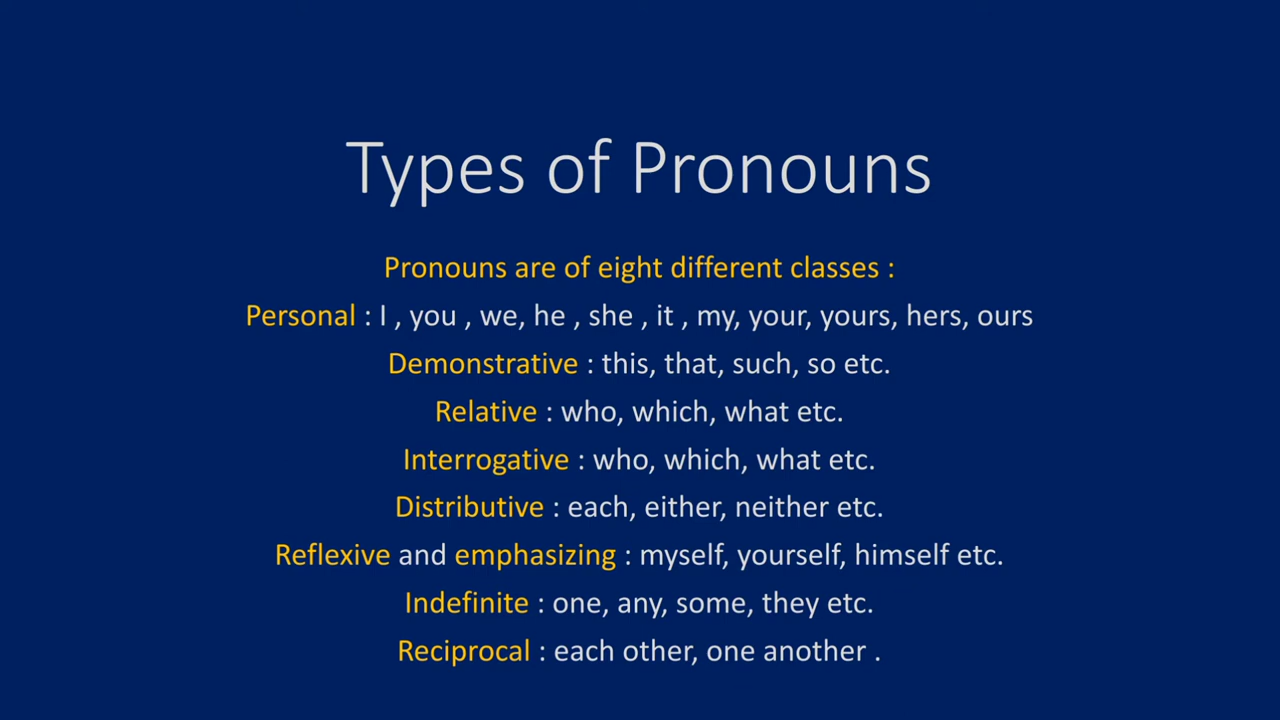 Types of Pronouns
Pronouns are of eight different classes :
Personal : I , you , we, he , she , it , my, your, yours, hers, ours
Demonstrative : this, that, such, so etc.
Relative : who, which, what etc.
Interrogative : who, which, what etc.
Distributive : each, either, neither etc.
Reflexive and emphasizing : myself, yourself, himself etc.
Indefinite : one, any, some, they etc.
Reciprocal : each other, one another .